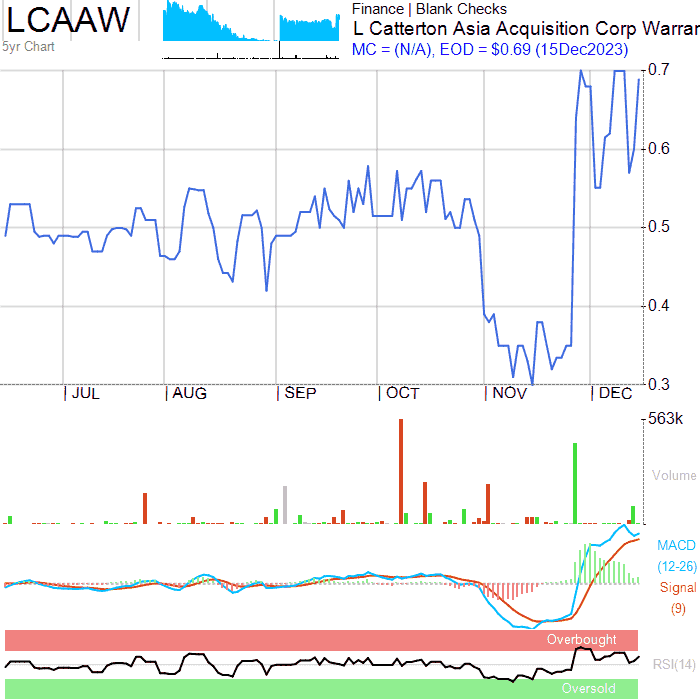 LCAAW
5yr Chart
Finance | Blank Checks
L Catterton Asia Acquisition Corp Warrar
MC = (N/A), EOD = $0.69 (15Dec2023)
0.7
0.6
0.5
0.4
0.3
JUL AUG SEP OCT NOV DEC
563k
Volume
MACD
(12-26)
Signal
(9)
Overbought
RSI(14)
Oversold